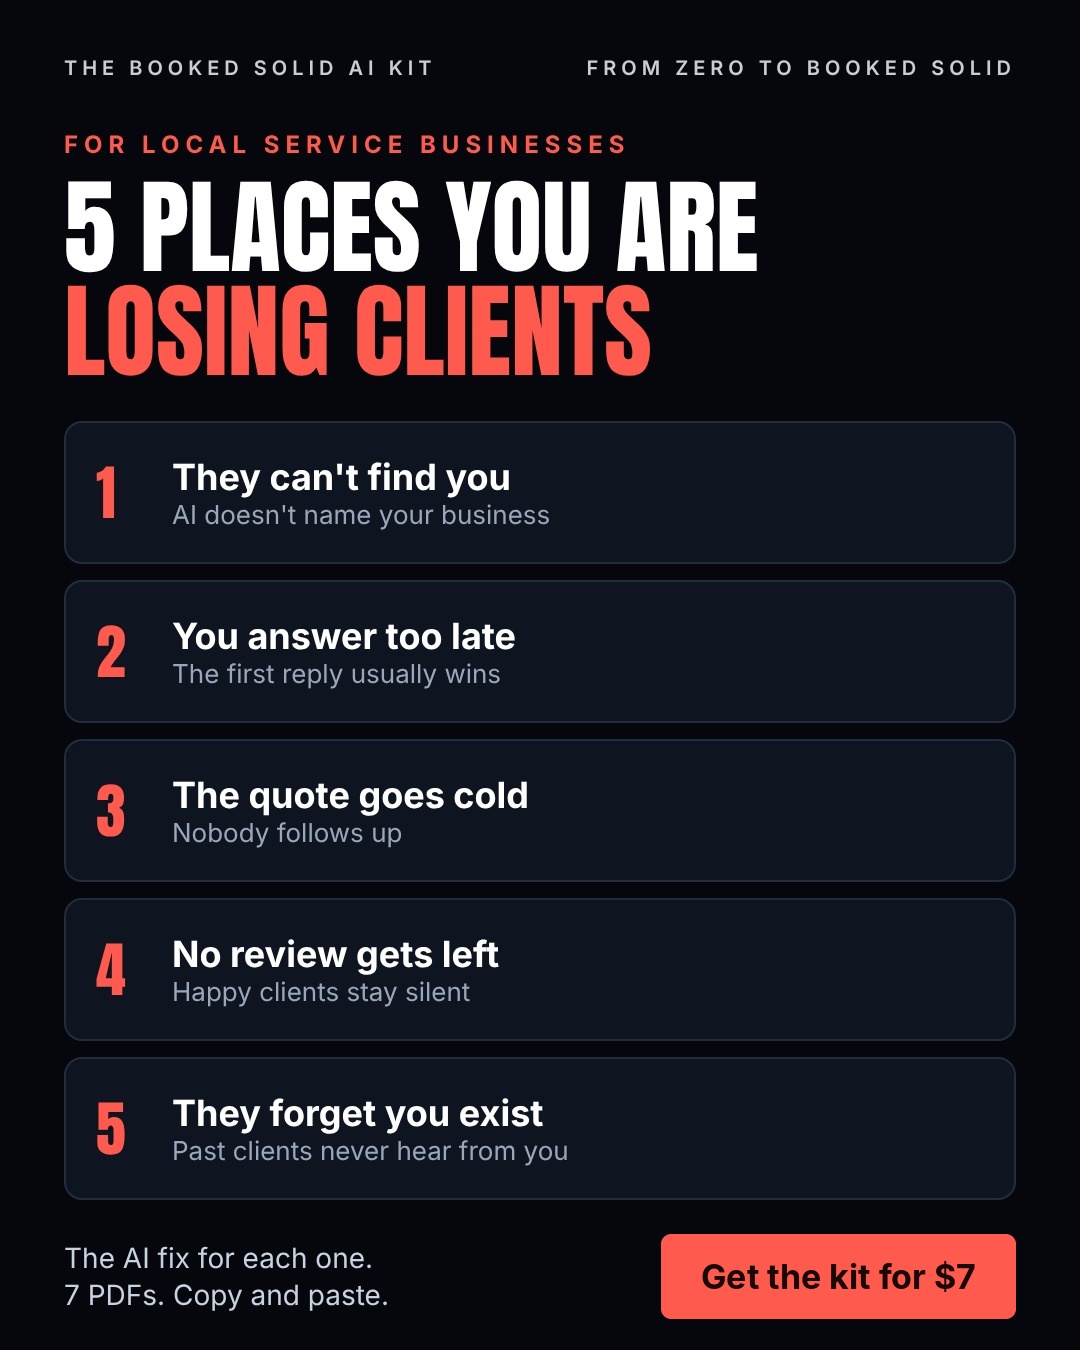 THE BOOKED SOLID AI KIT
FROM ZERO TO BOOKED SOLID
FOR LOCAL SERVICE BUSINESSES
5 PLACES YOU ARE
LOSING CLIENTS
1
They can't find you
AI doesn't name your business
2
You answer too late
The first reply usually wins
3
The quote goes cold
Nobody follows up
4
No review gets left
Happy clients stay silent
5
They forget you exist
Past clients never hear from you
The AI fix for each one.
7 PDFs. Copy and paste.
Get the kit for $7